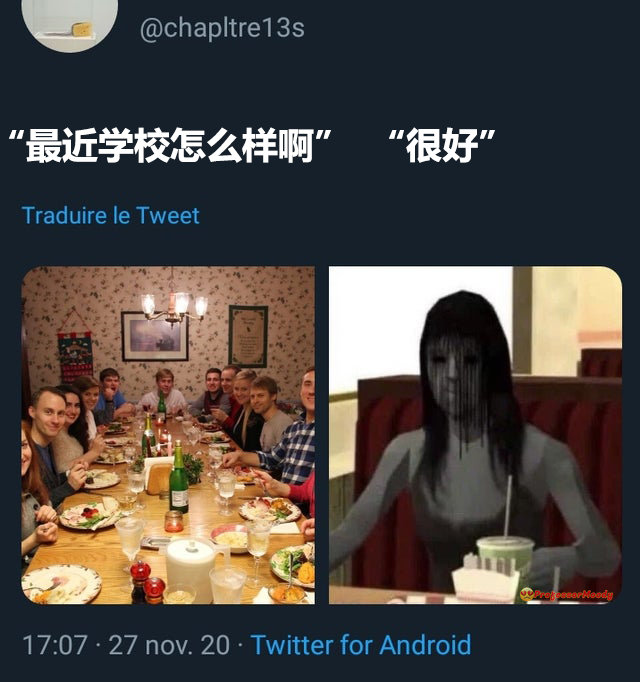 @chapltre13s
“最近学校怎么样啊” “很好”
Traduire le Tweet
ProfessorMoody
17:07 · 27 nov. 20 · Twitter for Android